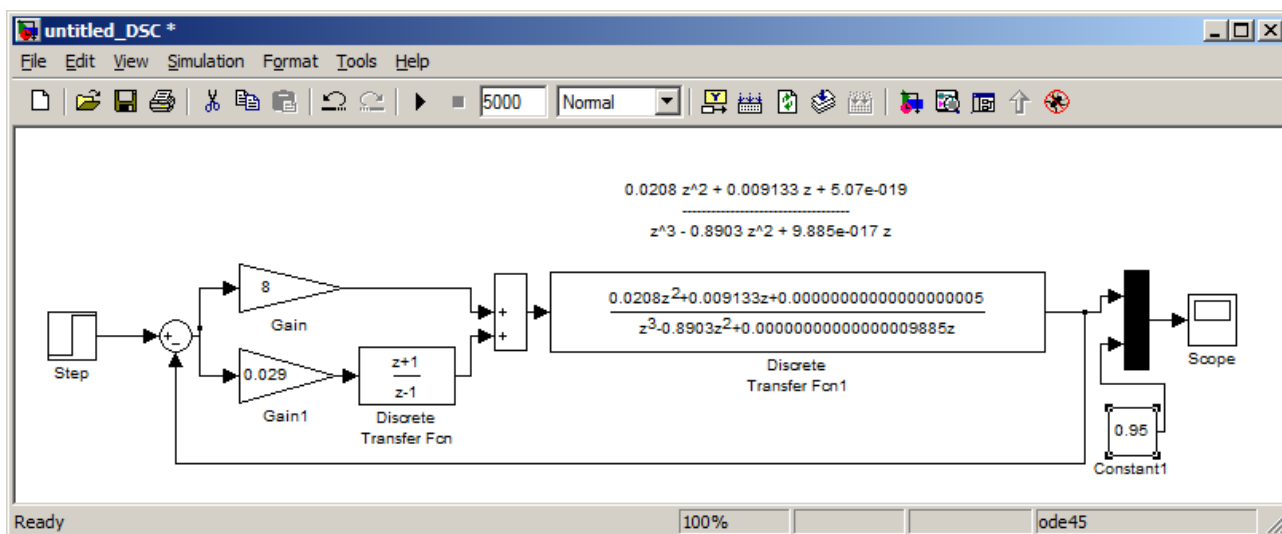 untitled_DSC *
File Edit View Simulation Format Tools Help
5000 Normal
0.0208 z^2 + 0.009133 z + 5.07e-019
------------------------------------
z^3 - 0.8903 z^2 + 9.885e-017 z
8
Gain
Step
0.029
Gain1
z+1
z-1
Discrete
Transfer Fcn
+
+
+
-
0.0208z2+0.009133z+0.00000000000000000005
z3-0.8903z2+0.00000000000000009885z
Discrete
Transfer Fcn1
Scope
0.95
Constant1
Ready 100% ode45